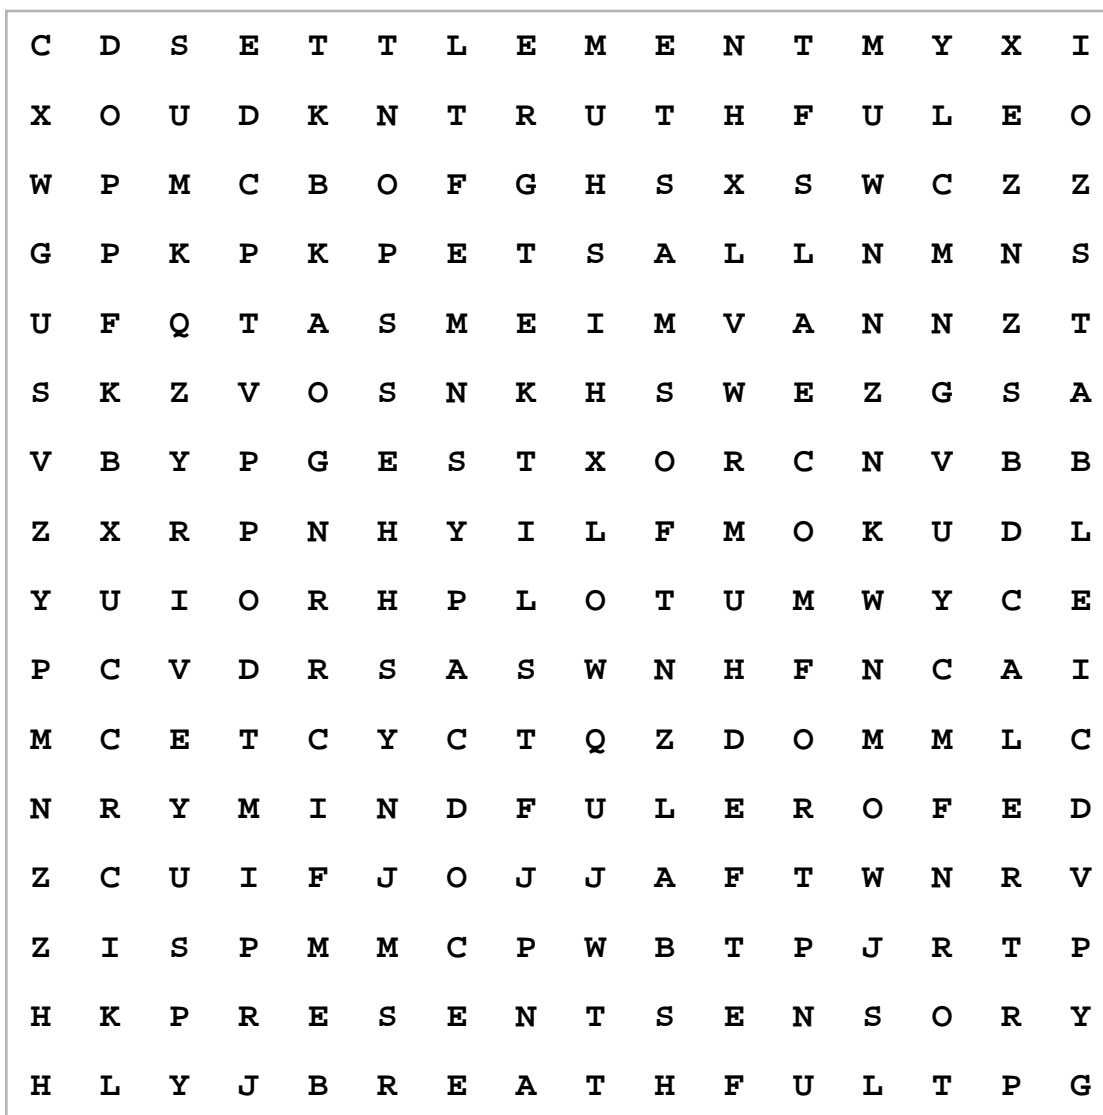 C D S E T T L E M E N T M Y X I
X O U D K N T R U T H F U L E O
W P M C B O F G H S X S W C Z Z
G P K P K P E T S A L L N M N S
U F Q T A S M E I M V A N N Z T
S K Z V O S N K H S W E Z G S A
V B Y P G E S T X O R C N V B B
Z X R P N H Y I L F M O K U D L
Y U I O R H P L O T U M W Y C E
P C V D R S A S W N H F N C A I
M C E T C Y C T Q Z D O M M L C
N R Y M I N D F U L E R O F E D
Z C U I F J O J J A F T W N R V
Z I S P M M C P W B T P J R T P
H K P R E S E N T S E N S O R Y
H L Y J B R E A T H F U L T P G